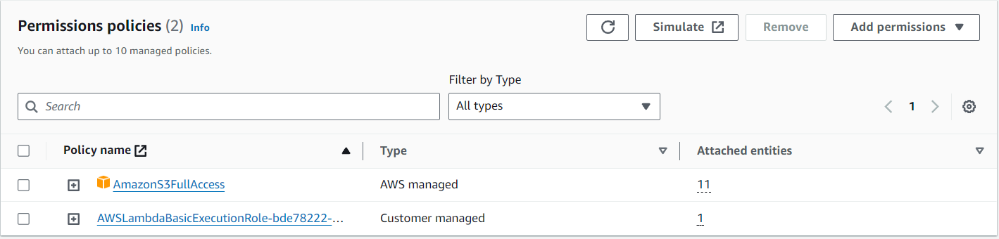 Permissions policies (2) Info
Simulate Remove Add permissions
You can attach up to 10 managed policies.
Filter by Type
Search All types 1
Policy name Type Attached entities
AmazonS3FullAccess AWS managed 11
AWSLambdaBasicExecutionRole-bde78222-... Customer managed 1